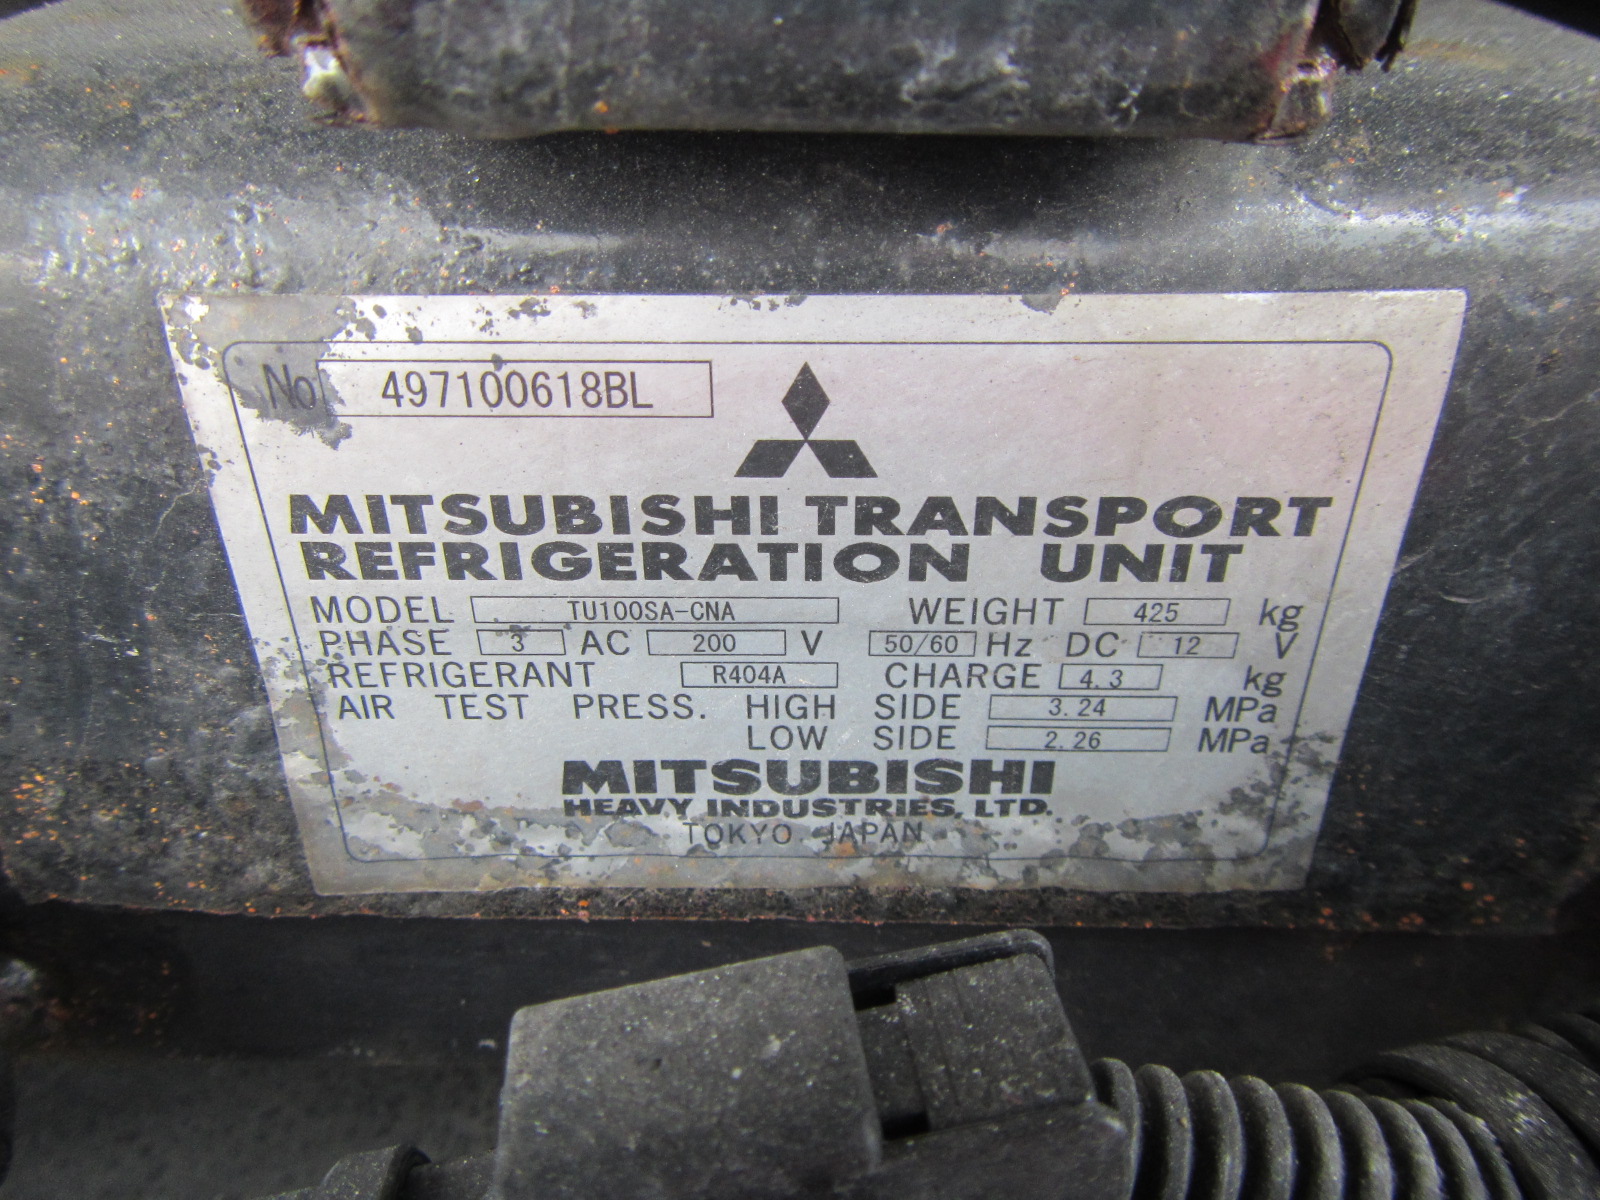 No 497100618BL
MITSUBISHI TRANSPORT
REFRIGERATION UNIT
MODEL TU100SA-CNA WEIGHT 425 kg
PHASE 3 AC 200 V 50/60 Hz DC 12 V
REFRIGERANT R404A CHARGE 4.3 kg
AIR TEST PRESS. HIGH SIDE 3.24 MPa
LOW SIDE 2.26 MPa
MITSUBISHI
HEAVY INDUSTRIES, LTD.
TOKYO JAPAN